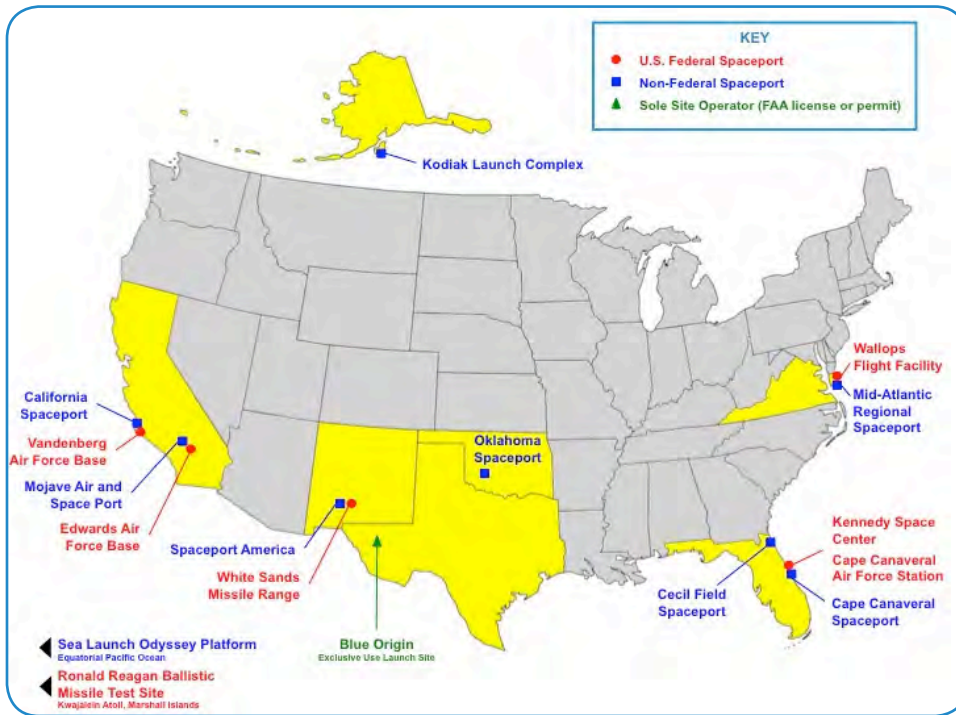 KEY
U.S. Federal Spaceport
Non-Federal Spaceport
Sole Site Operator (FAA license or permit)
Kodiak Launch Complex
California
Spaceport
Vandenberg
Air Force Base
Mojave Air and
Space Port
Edwards Air
Force Base
Spaceport America
White Sands
Missile Range
Oklahoma
Spaceport
Blue Origin
Exclusive Use Launch Site
Wallops
Flight Facility
Mid-Atlantic
Regional
Spaceport
Kennedy Space
Center
Cape Canaveral
Air Force Station
Cecil Field
Spaceport
Cape Canaveral
Spaceport
Sea Launch Odyssey Platform
Equatorial Pacific Ocean
Ronald Reagan Ballistic
Missile Test Site
Kwajalein Atoll, Marshall Islands